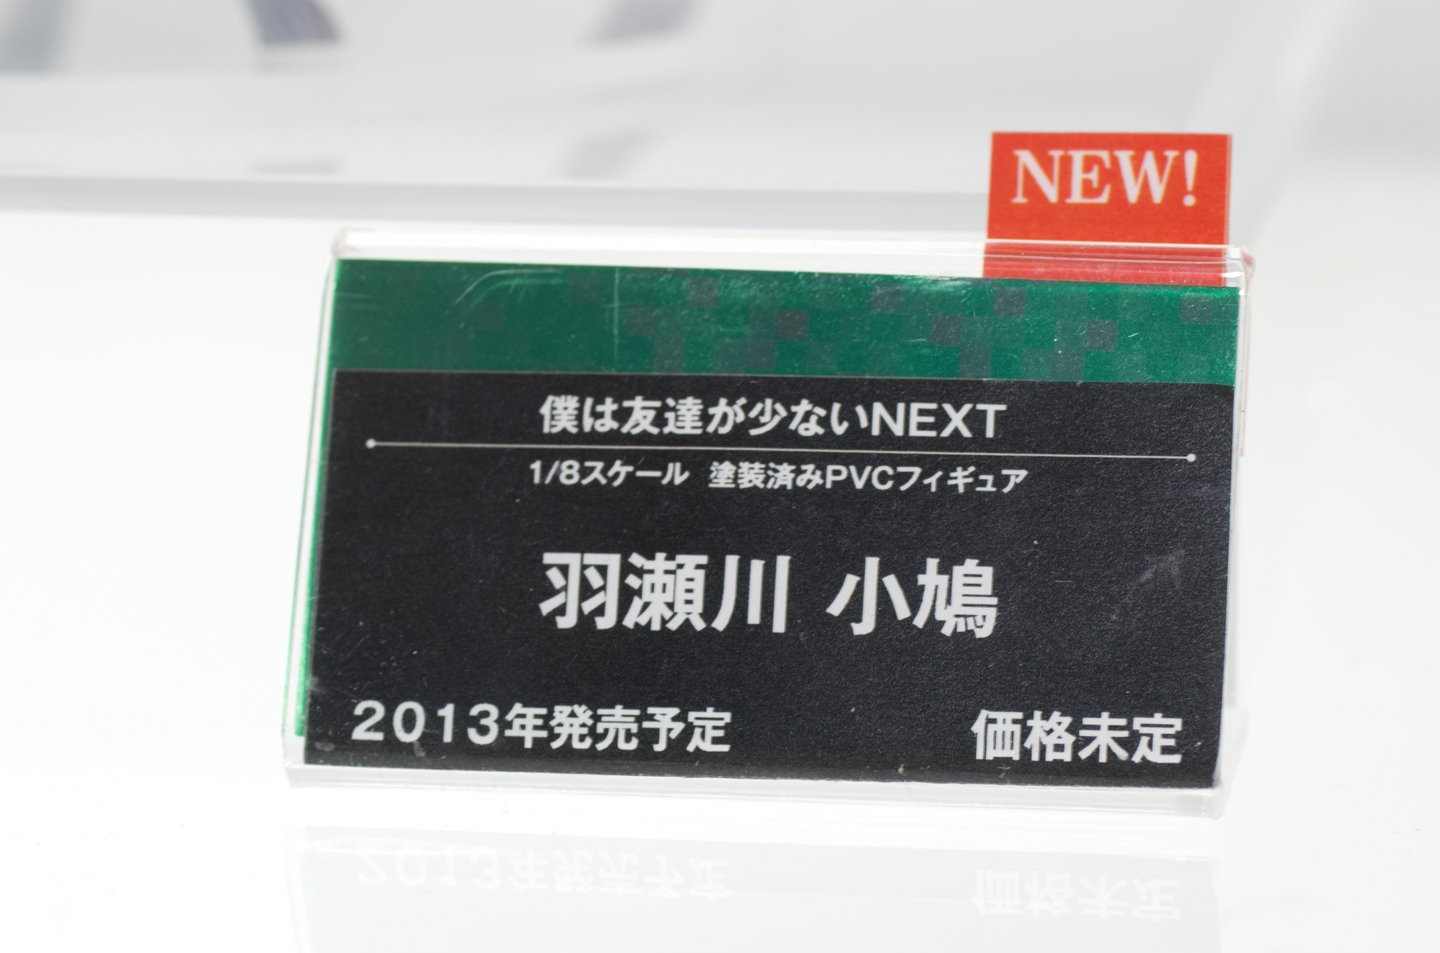 NEW!
僕は友達が少ないNEXT
1/8スケール 塗装済みPVCフィギュア
羽瀬川 小鳩
2013年発売予定 価格未定